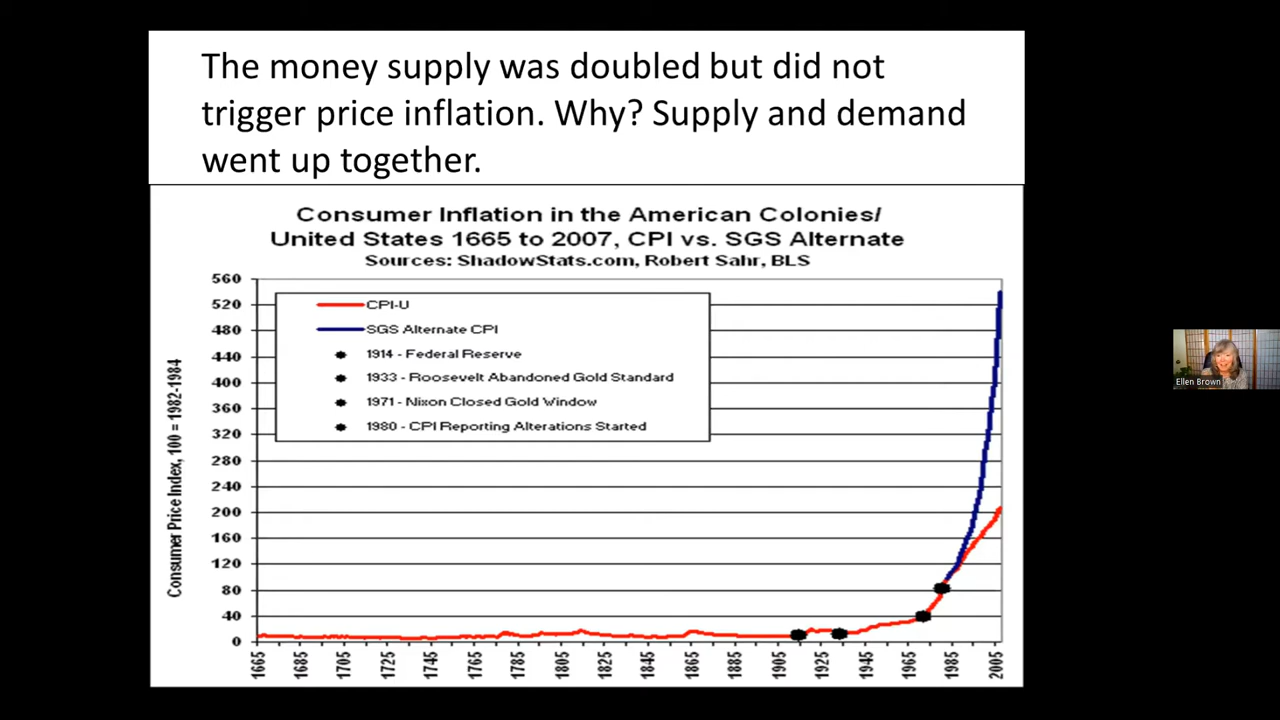 The money supply was doubled but did not
trigger price inflation. Why? Supply and demand
went up together.
Consumer Inflation in the American Colonies/
United States 1665 to 2007, CPI vs. SGS Alternate
Sources: ShadowStats.com, Robert Sahr, BLS
Consumer Price Index, 100 = 1982-1984
560
520
480
440
400
360
320
280
240
200
160
120
80
40
0
CPI-U
SGS Alternate CPI
1914 - Federal Reserve
1933 - Roosevelt Abandoned Gold Standard
1971 - Nixon Closed Gold Window
1980 - CPI Reporting Alterations Started
1665 1685 1705 1725 1745 1765 1785 1805 1825 1845 1865 1885 1905 1925 1945 1965 1985 2005
Ellen Brown